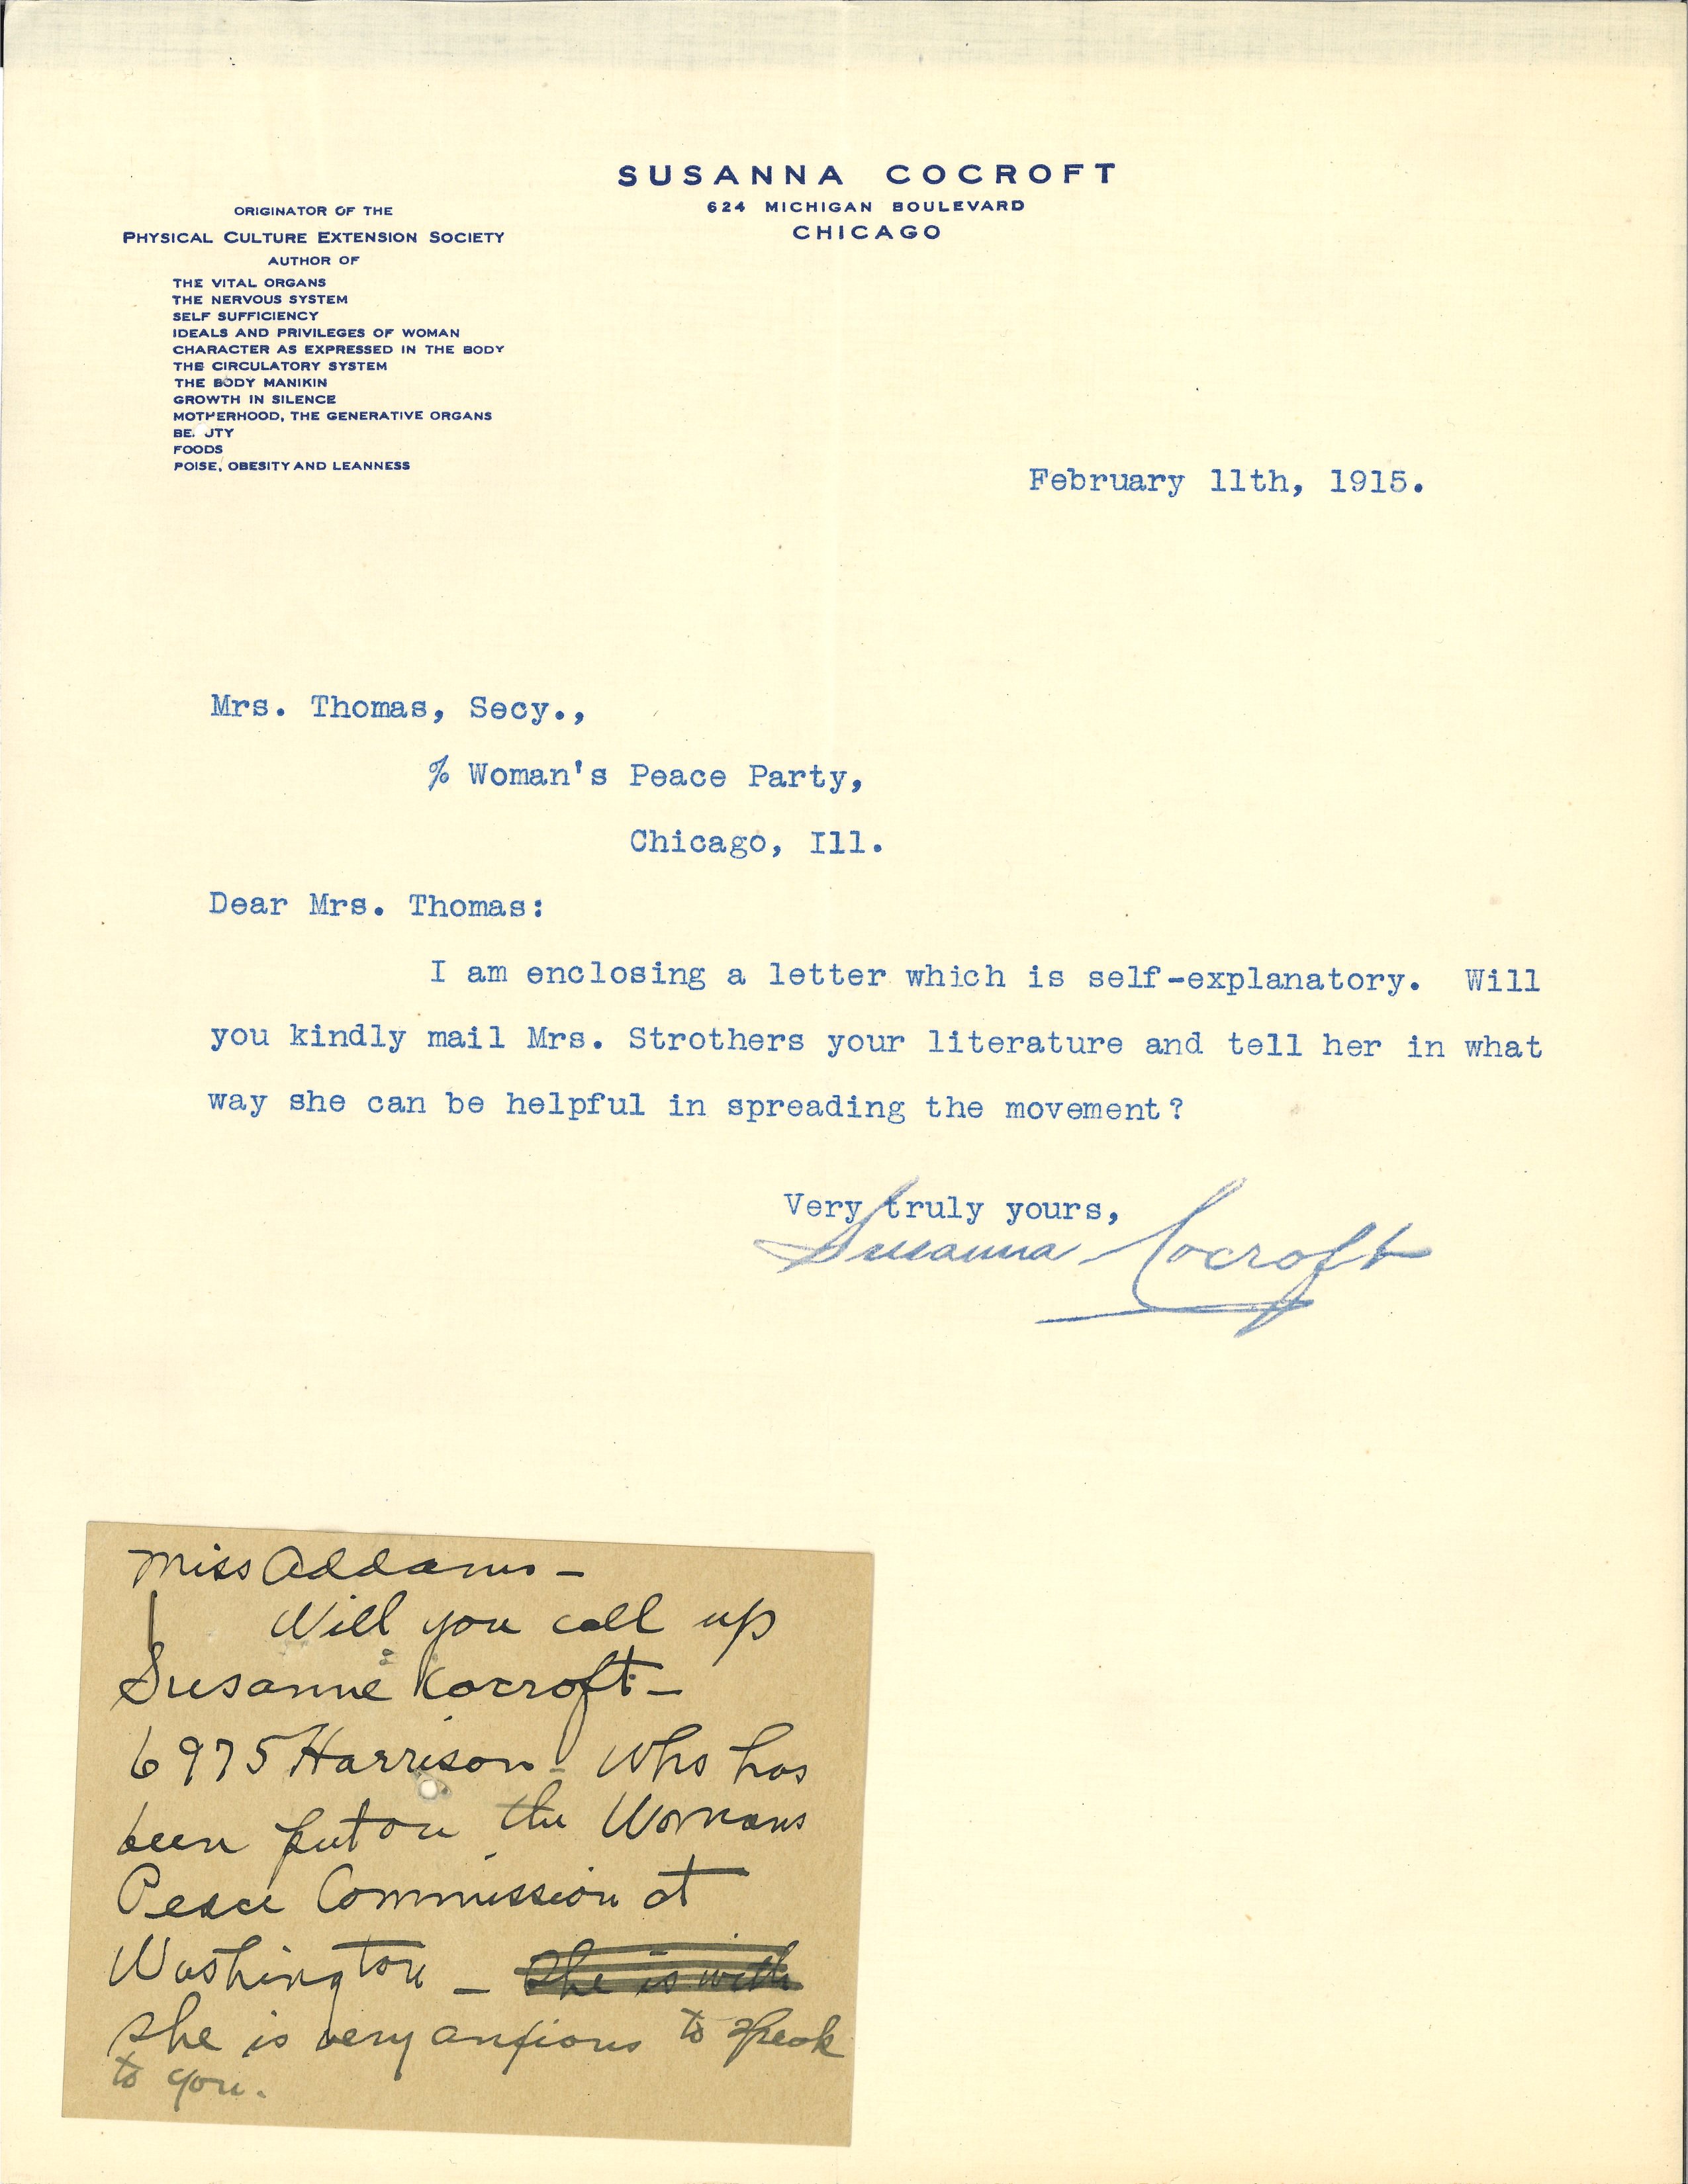 SUSANNA COCROFT
624 MICHIGAN BOULEVARD
CHICAGO
ORIGINATOR OF THE
PHYSICAL CULTURE EXTENSION SOCIETY
AUTHOR OF
THE VITAL ORGANS
THE NERVOUS SYSTEM
SELF SUFFICIENCY
IDEALS AND PRIVILEGES OF WOMAN
CHARACTER AS EXPRESSED IN THE BODY
THE CIRCULATORY SYSTEM
THE BODY MANIKIN
GROWTH IN SILENCE
MOTHERHOOD, THE GENERATIVE ORGANS
BEAUTY
FOODS
POISE, OBESITY AND LEANNESS
February 11th, 1915.
Mrs. Thomas, Secy.,
% Woman's Peace Party,
Chicago, Ill.
Dear Mrs. Thomas:
I am enclosing a letter which is self-explanatory. Will
you kindly mail Mrs. Strothers your literature and tell her in what
way she can be helpful in spreading the movement?
Very truly yours,
Susanna Cocroft
Miss Addams -
Will you call up
Susanne Kocroft -
6975 Harrison - who has
been put on the Womans
Peace Commission at
Washington - She is with
she is very anxious to speak
to you.